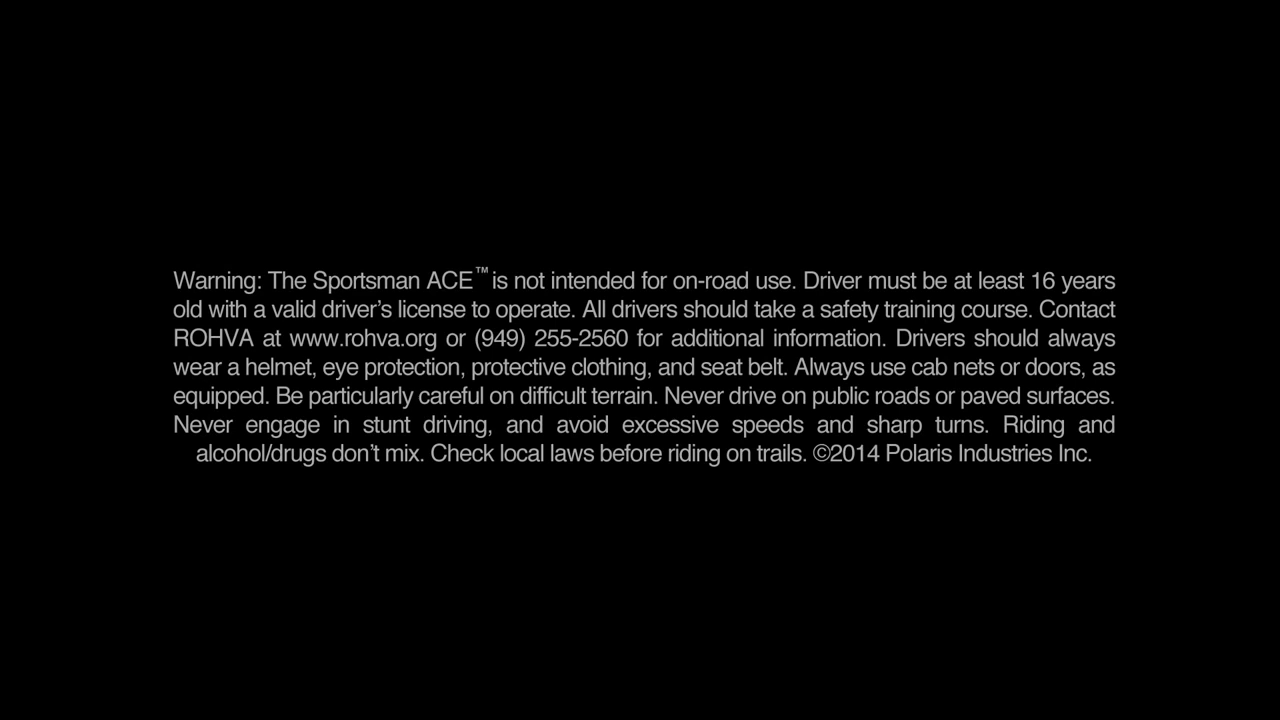 Warning: The Sportsman ACE™ is not intended for on-road use. Driver must be at least 16 years
old with a valid driver’s license to operate. All drivers should take a safety training course. Contact
ROHVA at www.rohva.org or (949) 255-2560 for additional information. Drivers should always
wear a helmet, eye protection, protective clothing, and seat belt. Always use cab nets or doors, as
equipped. Be particularly careful on difficult terrain. Never drive on public roads or paved surfaces.
Never engage in stunt driving, and avoid excessive speeds and sharp turns. Riding and
alcohol/drugs don’t mix. Check local laws before riding on trails. ©2014 Polaris Industries Inc.